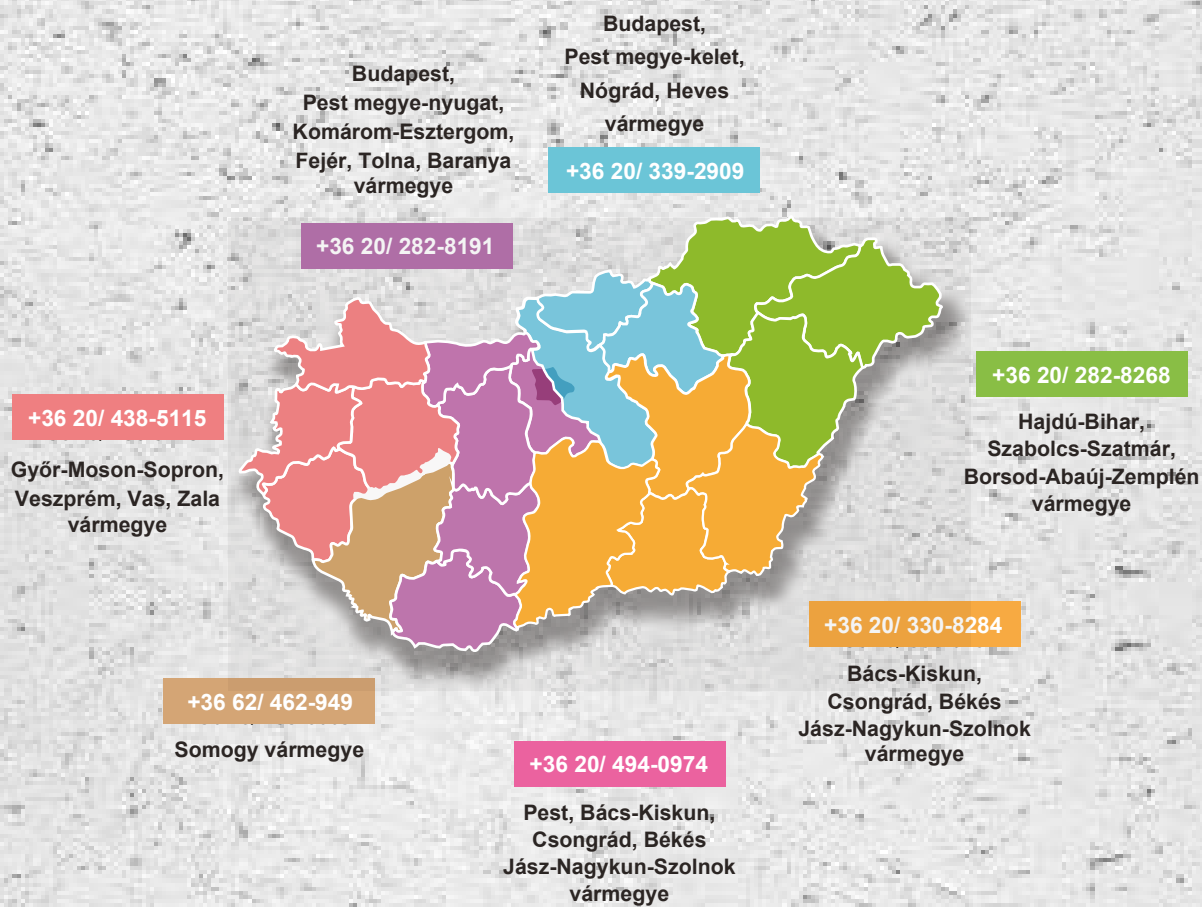 Budapest,
Pest megye-kelet,
Nógrád, Heves
vármegye
+36 20/ 339-2909
Budapest,
Pest megye-nyugat,
Komárom-Esztergom,
Fejér, Tolna, Baranya
vármegye
+36 20/ 282-8191
+36 20/ 438-5115
Győr-Moson-Sopron,
Veszprém, Vas, Zala
vármegye
+36 20/ 282-8268
Hajdú-Bihar,
Szabolcs-Szatmár,
Borsod-Abaúj-Zemplén
vármegye
+36 20/ 330-8284
Bács-Kiskun,
Csongrád, Békés
Jász-Nagykun-Szolnok
vármegye
+36 62/ 462-949
Somogy vármegye
+36 20/ 494-0974
Pest, Bács-Kiskun,
Csongrád, Békés
Jász-Nagykun-Szolnok
vármegye